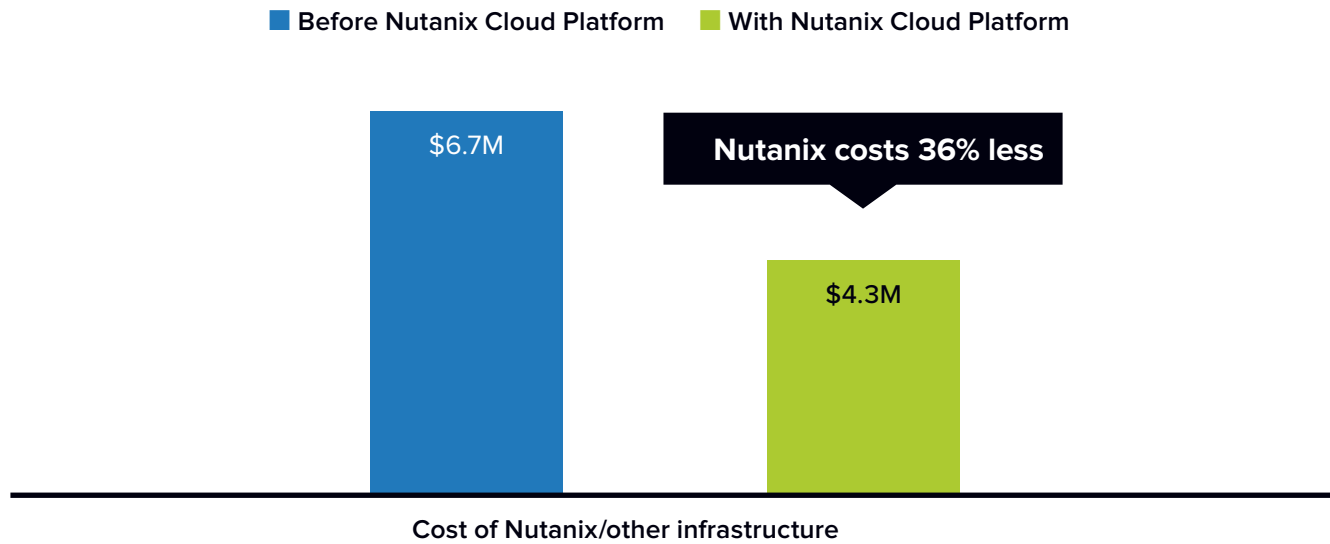 Before Nutanix Cloud Platform With Nutanix Cloud Platform
$6.7M
Nutanix costs 36% less
$4.3M
Cost of Nutanix/other infrastructure